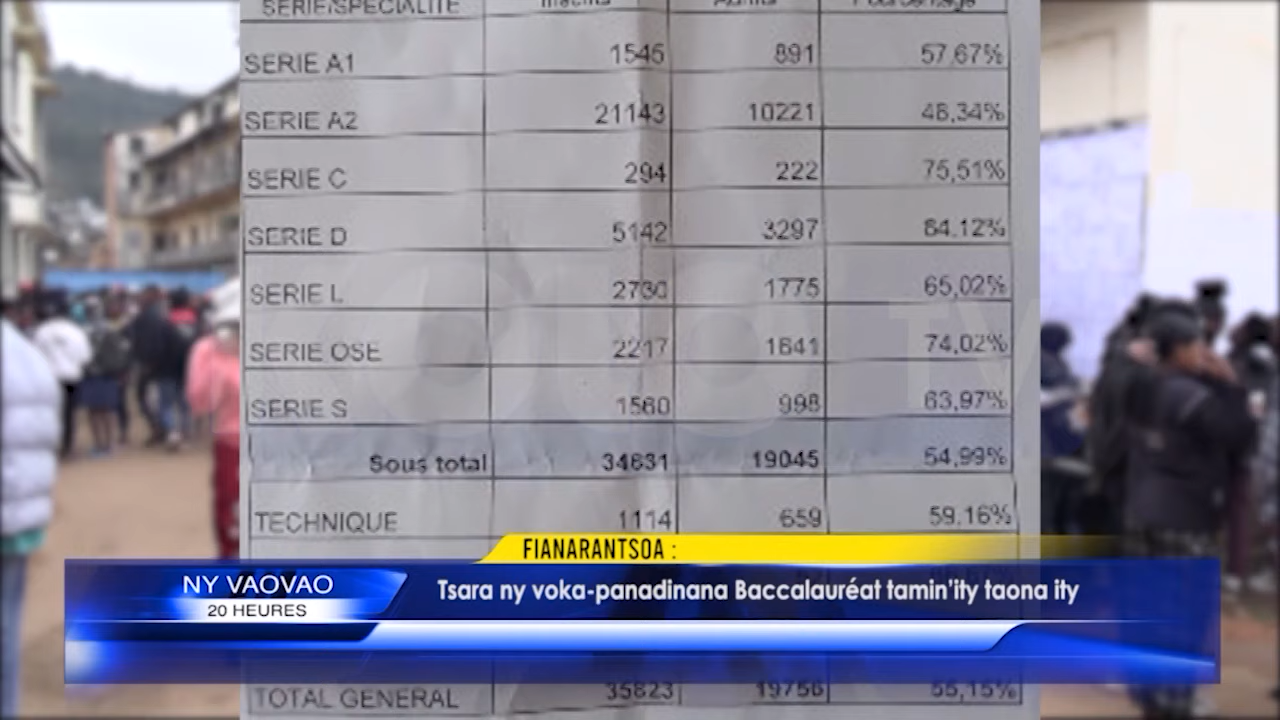 SERIE/SPECIALITE Inscrits Admis Pourcentage
SERIE A1 1545 891 57,67%
SERIE A2 21143 10221 48,34%
SERIE C 294 222 75,51%
SERIE D 5142 3297 64.12%
SERIE L 2730 1775 65,02%
SERIE OSE 2217 1641 74,02%
SERIE S 1560 998 63,97%
Sous total 34631 19045 54,99%
TECHNIQUE 1114 659 59.16%
FIANARANTSOA :
NY VAOVAO
20 HEURES
Tsara ny voka-panadinana Baccalauréat tamin'ity taona ity
TOTAL GENERAL 35823 19756 55,15%